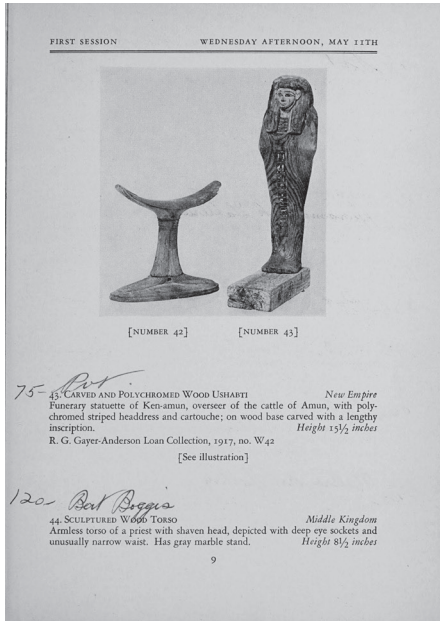 FIRST SESSION WEDNESDAY AFTERNOON, MAY 11TH
[NUMBER 42] [NUMBER 43]
75- Pvt.
43. CARVED AND POLYCHROMED WOOD USHABTI New Empire
Funerary statuette of Ken-amun, overseer of the cattle of Amun, with poly-
chromed striped headdress and cartouche; on wood base carved with a lengthy
inscription. Height 15½ inches
R. G. Gayer-Anderson Loan Collection, 1917, no. W42
[See illustration]
120- Bert Boggis
44. SCULPTURED WOOD TORSO Middle Kingdom
Armless torso of a priest with shaven head, depicted with deep eye sockets and
unusually narrow waist. Has gray marble stand. Height 8½ inches
9